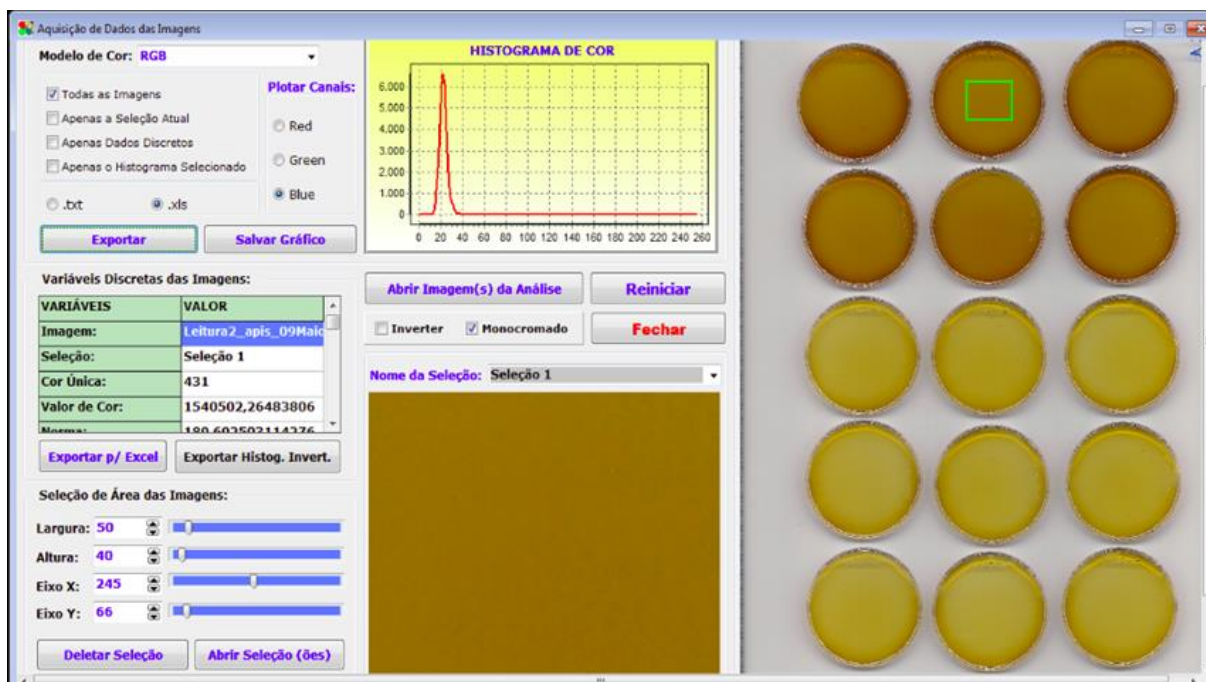 Aquisição de Dados das Imagens
Modelo de Cor: RGB
Todas as Imagens
Apenas a Seleção Atual
Apenas Dados Discretos
Apenas o Histograma Selecionado
.txt .xls
Plotar Canais:
Red
Green
Blue
Exportar Salvar Gráfico
HISTOGRAMA DE COR
6.000
5.000
4.000
3.000
2.000
1.000
0
0 20 40 60 80 100 120 140 160 180 200 220 240 260
Variáveis Discretas das Imagens:
VARIÁVEIS VALOR
Imagem: Leitura2_apis_09Maio
Seleção: Seleção 1
Cor Única: 431
Valor de Cor: 1540502,26483806
Norma: 180,602503114276
Exportar p/ Excel Exportar Histog. Invert.
Abrir Imagem(s) da Análise Reiniciar
Inverter Monocromado Fechar
Nome da Seleção: Seleção 1
Seleção de Área das Imagens:
Largura: 50
Altura: 40
Eixo X: 245
Eixo Y: 66
Deletar Seleção Abrir Seleção (ões)